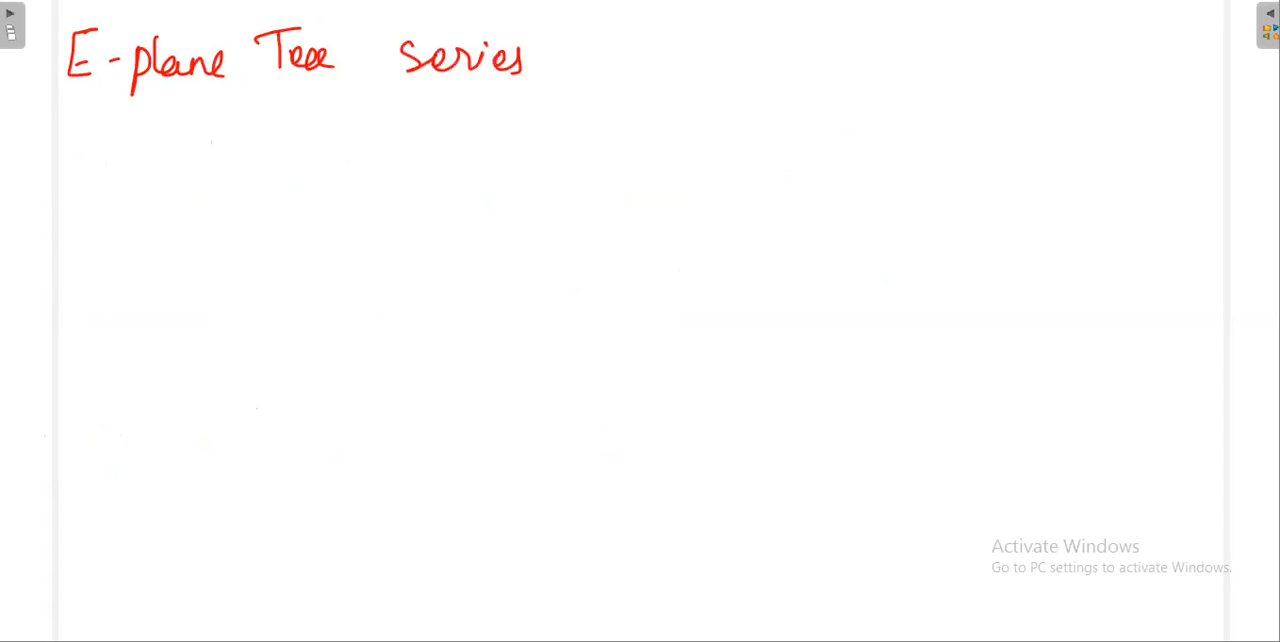 E-plane Tee series
Activate Windows
Go to PC settings to activate Windows.